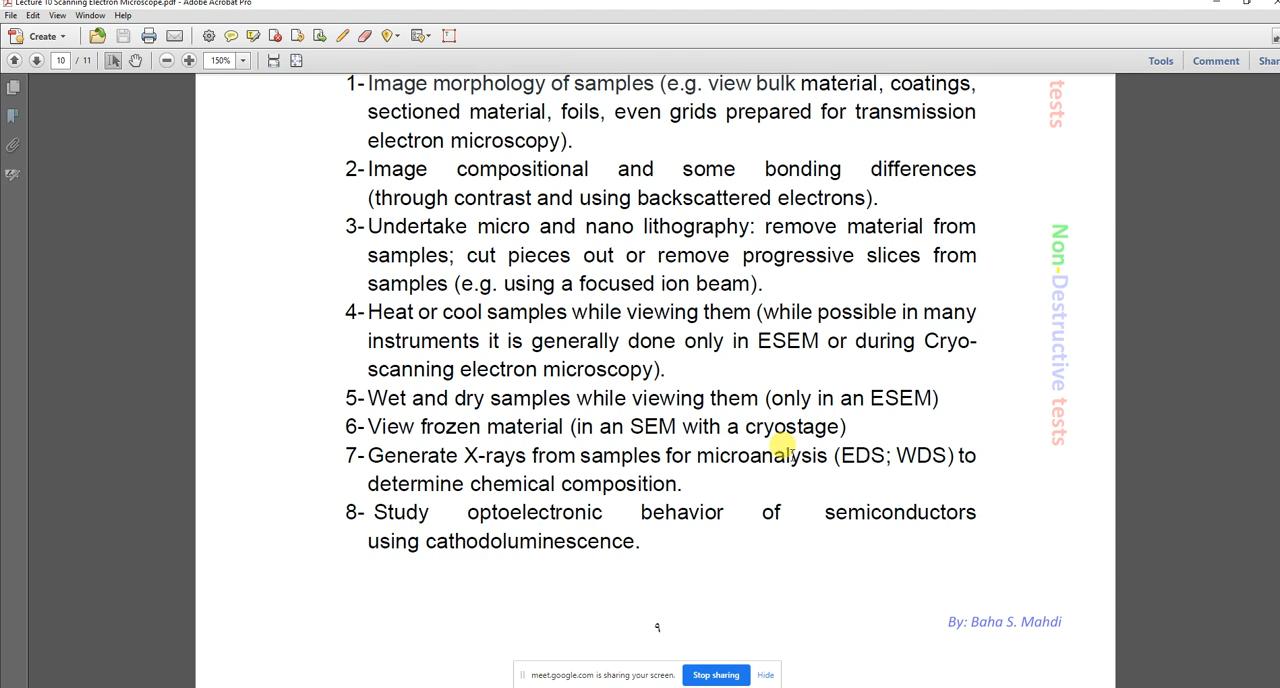 Lecture 10 Scanning Electron Microscope.pdf - Adobe Acrobat Pro
File Edit View Window Help
Create
10 / 11 150% Tools Comment
1- Image morphology of samples (e.g. view bulk material, coatings,
sectioned material, foils, even grids prepared for transmission
electron microscopy).
2- Image compositional and some bonding differences
(through contrast and using backscattered electrons).
3- Undertake micro and nano lithography: remove material from
samples; cut pieces out or remove progressive slices from
samples (e.g. using a focused ion beam).
4- Heat or cool samples while viewing them (while possible in many
instruments it is generally done only in ESEM or during Cryo-
scanning electron microscopy).
5- Wet and dry samples while viewing them (only in an ESEM)
6- View frozen material (in an SEM with a cryostage)
7- Generate X-rays from samples for microanalysis (EDS; WDS) to
determine chemical composition.
8- Study optoelectronic behavior of semiconductors
using cathodoluminescence.
tests
Non-Destructive tests
٩
By: Baha S. Mahdi
meet.google.com is sharing your screen. Stop sharing Hide